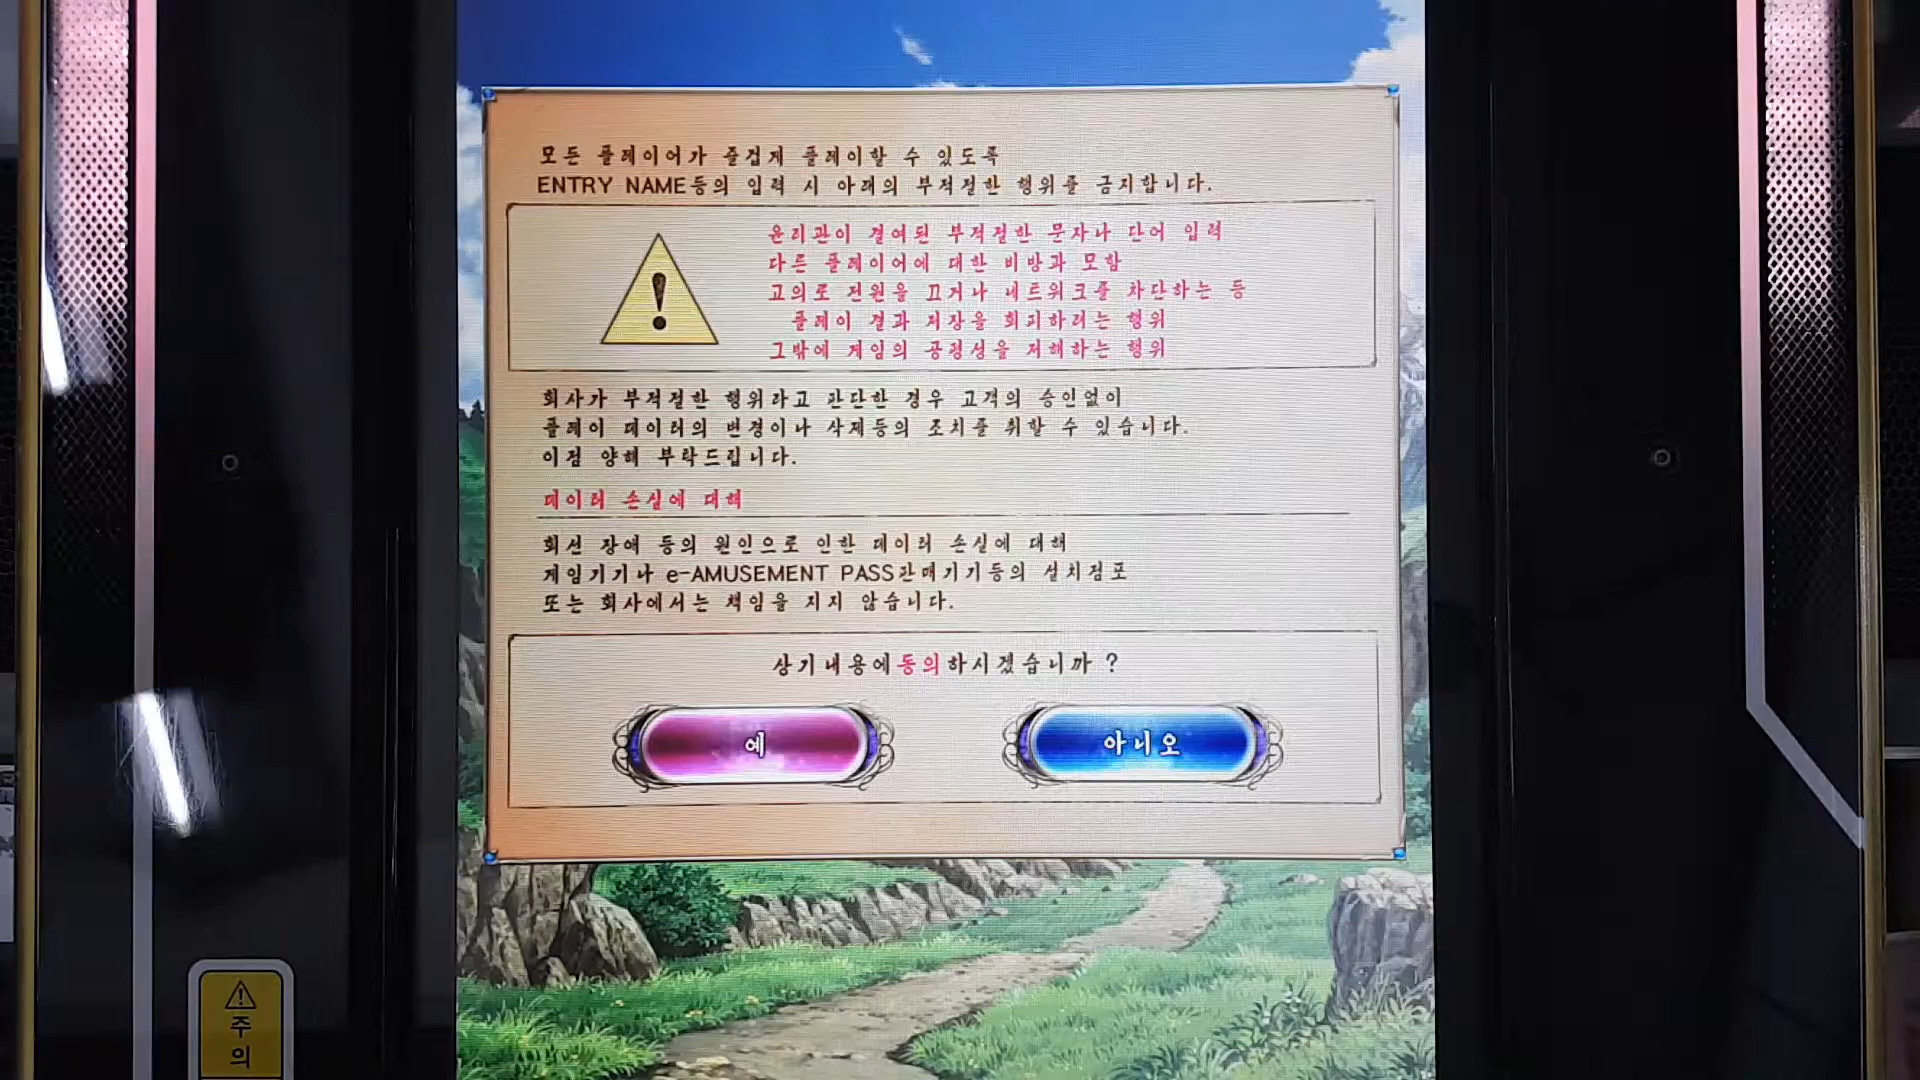 모든 플레이어가 즐겁게 플레이할 수 있도록
ENTRY NAME등의 입력 시 아래의 부적절한 행위를 금지합니다.
윤리관이 결여된 부적절한 문자나 단어 입력
다른 플레이어에 대한 비방과 모함
고의로 전원을 끄거나 네트워크를 차단하는 등
플레이 결과 저장을 회피하려는 행위
그밖에 게임의 공정성을 저해하는 행위
회사가 부적절한 행위라고 판단한 경우 고객의 승인없이
플레이 데이터의 변경이나 삭제등의 조치를 취할 수 있습니다.
이점 양해 부탁드립니다.
데이터 손실에 대해
회선 장애 등의 원인으로 인한 데이터 손실에 대해
게임기기나 e-AMUSEMENT PASS판매기기등의 설치점포
또는 회사에서는 책임을 지지 않습니다.
상기내용에동의하시겠습니까 ?
예
아니오
주
의